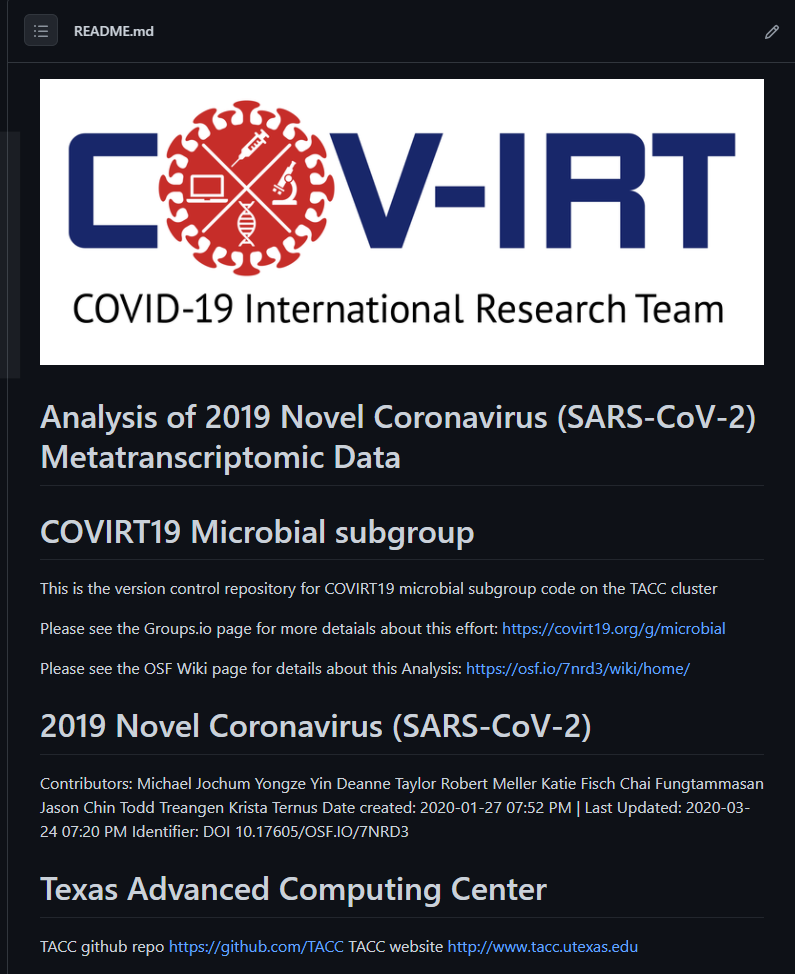 README.md
COV-IRT
COVID-19 International Research Team
Analysis of 2019 Novel Coronavirus (SARS-CoV-2)
Metatranscriptomic Data
COVIRT19 Microbial subgroup
This is the version control repository for COVIRT19 microbial subgroup code on the TACC cluster
Please see the Groups.io page for more detaials about this effort: https://covirt19.org/g/microbial
Please see the OSF Wiki page for details about this Analysis: https://osf.io/7nrd3/wiki/home/
2019 Novel Coronavirus (SARS-CoV-2)
Contributors: Michael Jochum Yongze Yin Deanne Taylor Robert Meller Katie Fisch Chai Fungtammasan
Jason Chin Todd Treangen Krista Ternus Date created: 2020-01-27 07:52 PM | Last Updated: 2020-03-
24 07:20 PM Identifier: DOI 10.17605/OSF.IO/7NRD3
Texas Advanced Computing Center
TACC github repo https://github.com/TACC TACC website http://www.tacc.utexas.edu